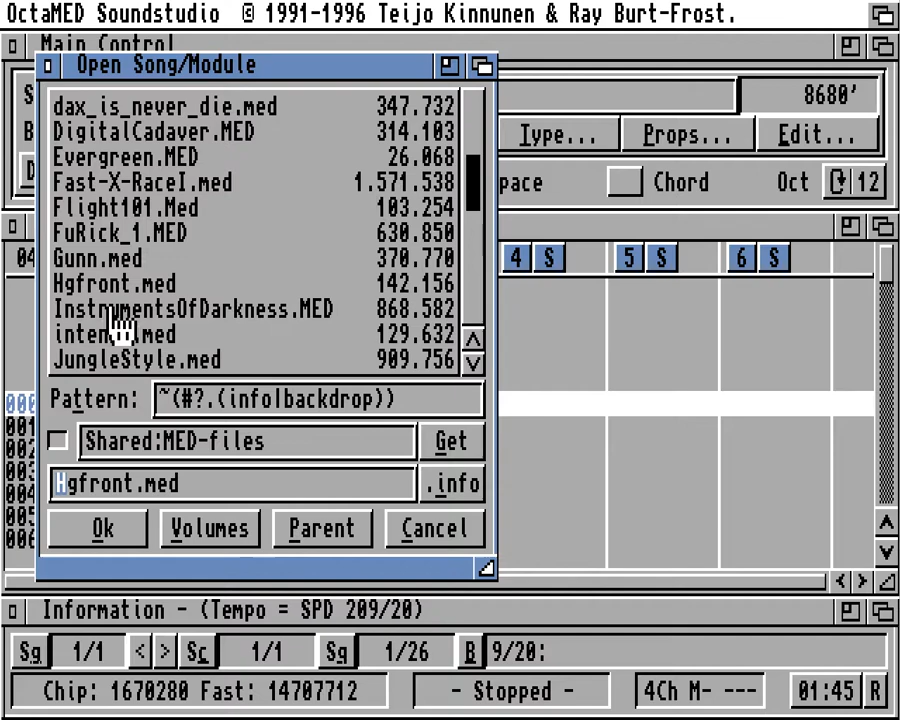 OctaMED Soundstudio © 1991-1996 Teijo Kinnunen & Ray Burt-Frost.
Main Control
Open Song/Module
dax_is_never_die.med 347.732
DigitalCadaver.MED 314.103
Evergreen.MED 26.068
Fast-X-RaceI.med 1.571.538
Flight101.Med 103.254
FuRick_1.MED 630.850
Gunn.med 370.770
Hgfront.med 142.156
InstrumentsOfDarkness.MED 868.582
129.632
JungleStyle.med 909.756
Pattern: ~(#?.(info|backdrop))
Shared:MED-files Get
Hgfront.med .info
Ok Volumes Parent Cancel
8680'
Type... Props... Edit...
pace Chord Oct 12
4 S 5 S 6 S
Information - (Tempo = SPD 209/20)
Sg 1/1 < > Sc 1/1 Sq 1/26 B 9/20:
Chip: 1670280 Fast: 14707712 - Stopped - 4Ch M- --- 01:45 R